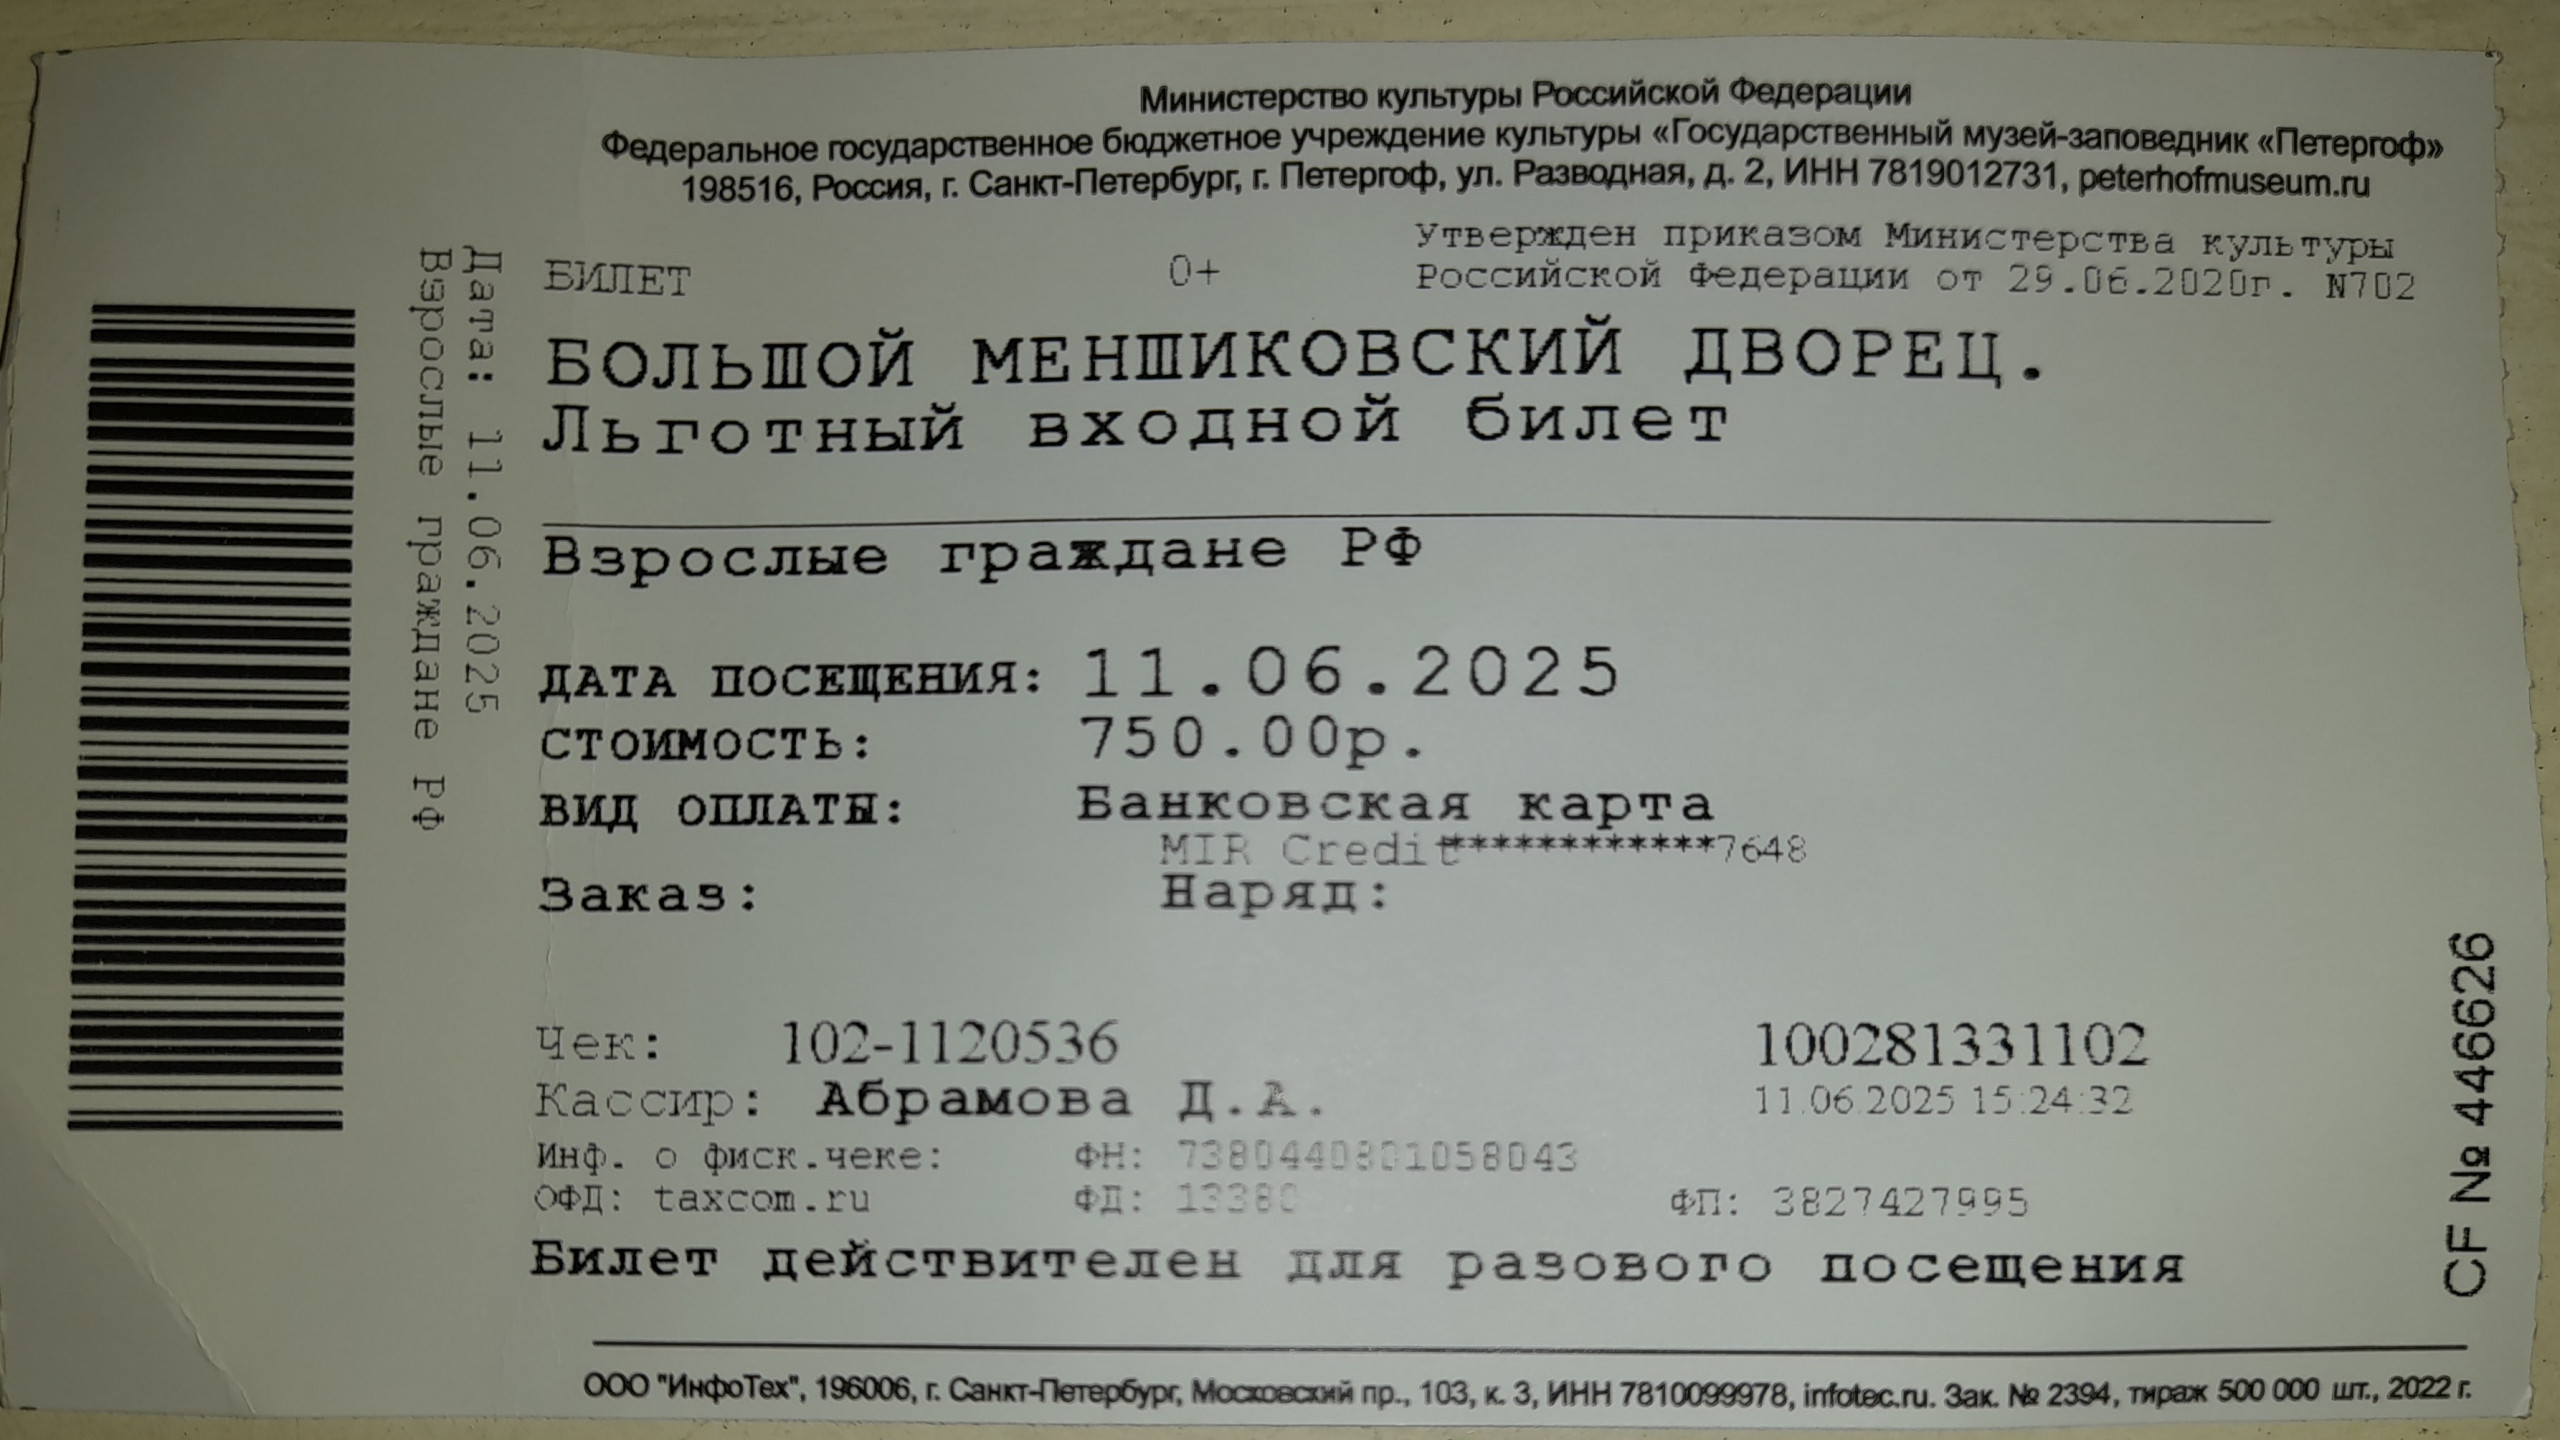 Министерство культуры Российской Федерации
Федеральное государственное бюджетное учреждение культуры «Государственный музей-заповедник «Петергоф»
198516, Россия, г. Санкт-Петербург, г. Петергоф, ул. Разводная, д. 2, ИНН 7819012731, peterhofmuseum.ru
Утвержден приказом Министерства культуры
БИЛЕТ 0+ Российской Федерации от 29.06.2020г. N702
БОЛЬШОЙ МЕНШИКОВСКИЙ ДВОРЕЦ.
Льготный входной билет
Взрослые граждане РФ
ДАТА ПОСЕЩЕНИЯ: 11.06.2025
СТОИМОСТЬ: 750.00р.
ВИД ОПЛАТЫ: Банковская карта
MIR Credit************7648
Заказ: Наряд:
Чек: 102-1120536 100281331102
Кассир: Абрамова Д.А. 11.06.2025 15:24:32
Инф. о фиск.чеке: ФН: 7380440801058043
ОФД: taxcom.ru ФД: 13380 ФП: 3827427995
Билет действителен для разового посещения
ООО "ИнфоТех", 196006, г. Санкт-Петербург, Московский пр., 103, к. 3, ИНН 7810099978, infotec.ru. Зак. № 2394, тираж 500 000 шт., 2022 г.
Дата: 11.06.2025
Взрослые граждане РФ
CF № 446626